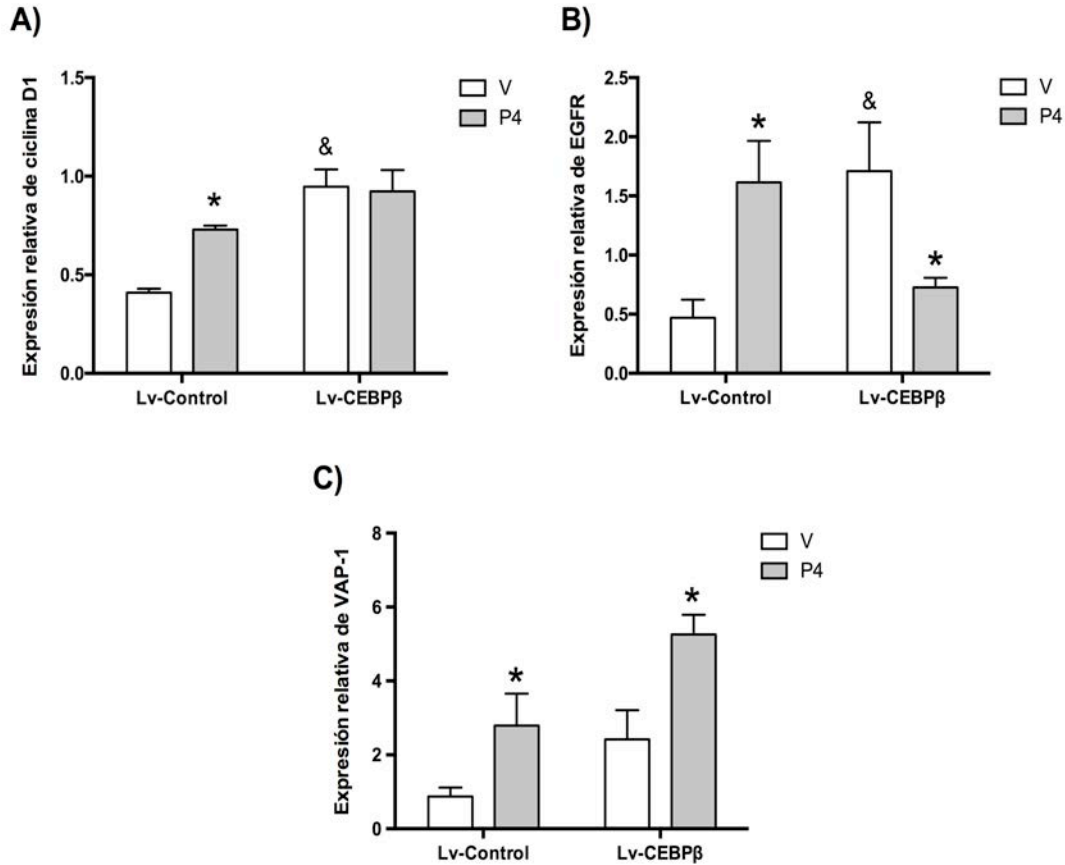 A)
Expresión relativa de ciclina D1
1.5
1.0
0.5
0.0
*
&
V
P4
Lv-Control
Lv-CEBPβ
B)
Expresión relativa de EGFR
2.5
2.0
1.5
1.0
0.5
0.0
*
&
*
V
P4
Lv-Control
Lv-CEBPβ
C)
Expresión relativa de VAP-1
8
6
4
2
0
*
*
V
P4
Lv-Control
Lv-CEBPβ